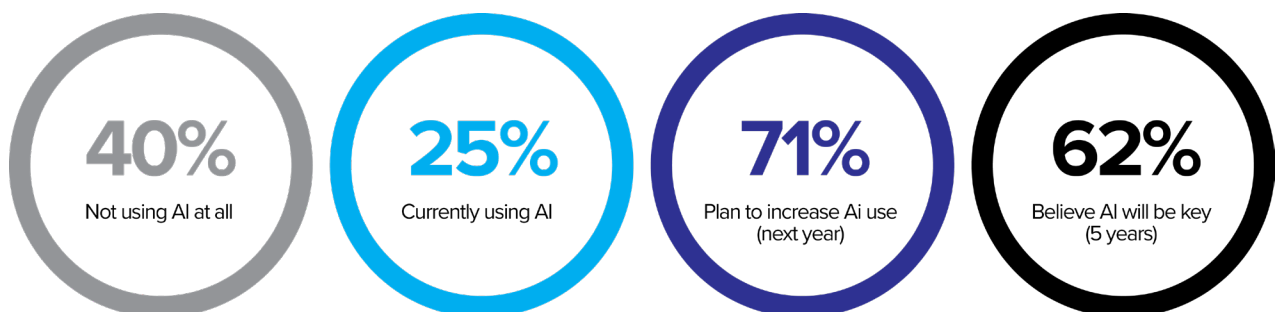 40%
Not using AI at all
25%
Currently using AI
71%
Plan to increase Ai use
(next year)
62%
Believe AI will be key
(5 years)